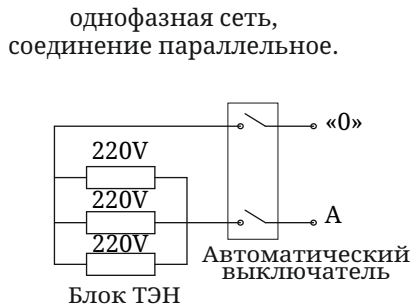 однофазная сеть,
соединение параллельное.
«0»
220V
220V
A
220V
Автоматический
выключатель
Блок ТЭН